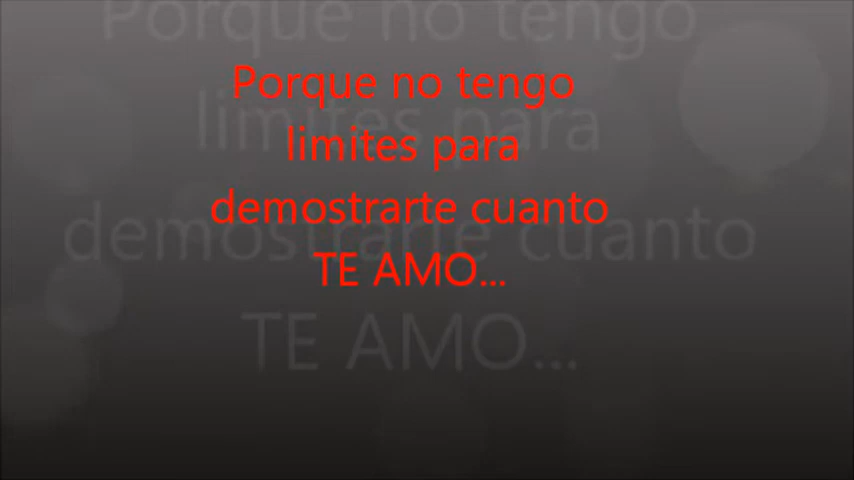 Porque no tengo
limites para
demostrarte cuanto
TE AMO...